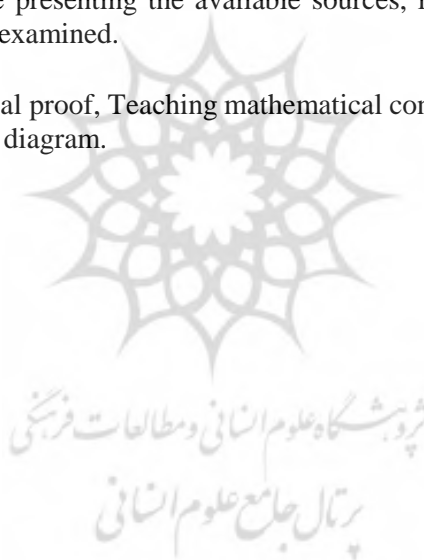 presenting the available sources,
examined.
al proof, Teaching mathematical
diagram.
پژوهشگاه علوم انسانی و مطالعات فرهنگی
پرتال جامع علوم انسانی